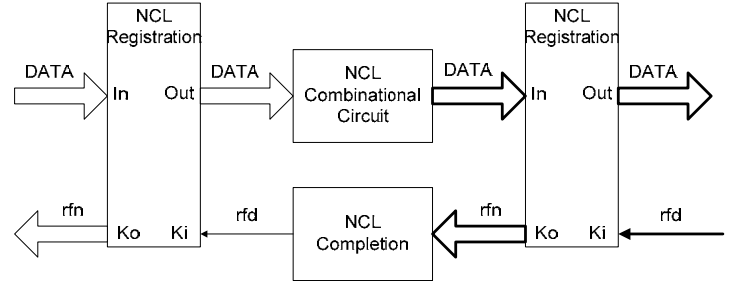 NCL
Registration
NCL
Registration
DATA
DATA
NCL
Combinational
Circuit
DATA
DATA
In
Out
In
Out
rfn
rfd
NCL
Completion
rfn
rfd
Ko
Ki
Ko
Ki